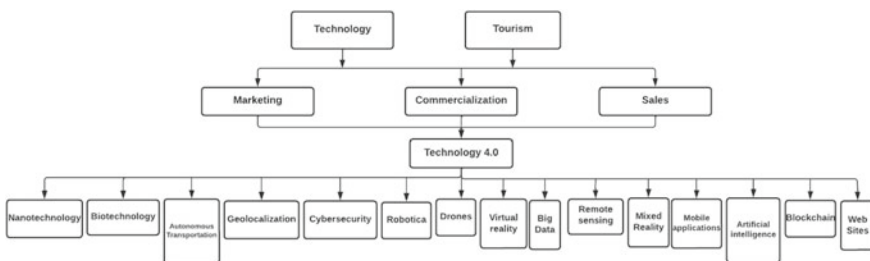 Technology
Tourism
Marketing
Commercialization
Sales
Technology 4.0
Nanotechnology
Biotechnology
Autonomous
Transportation
Geolocalization
Cybersecurity
Robotica
Drones
Virtual
reality
Big
Data
Remote
sensing
Mixed
Reality
Mobile
applications
Artificial
intelligence
Blockchain
Web
Sites